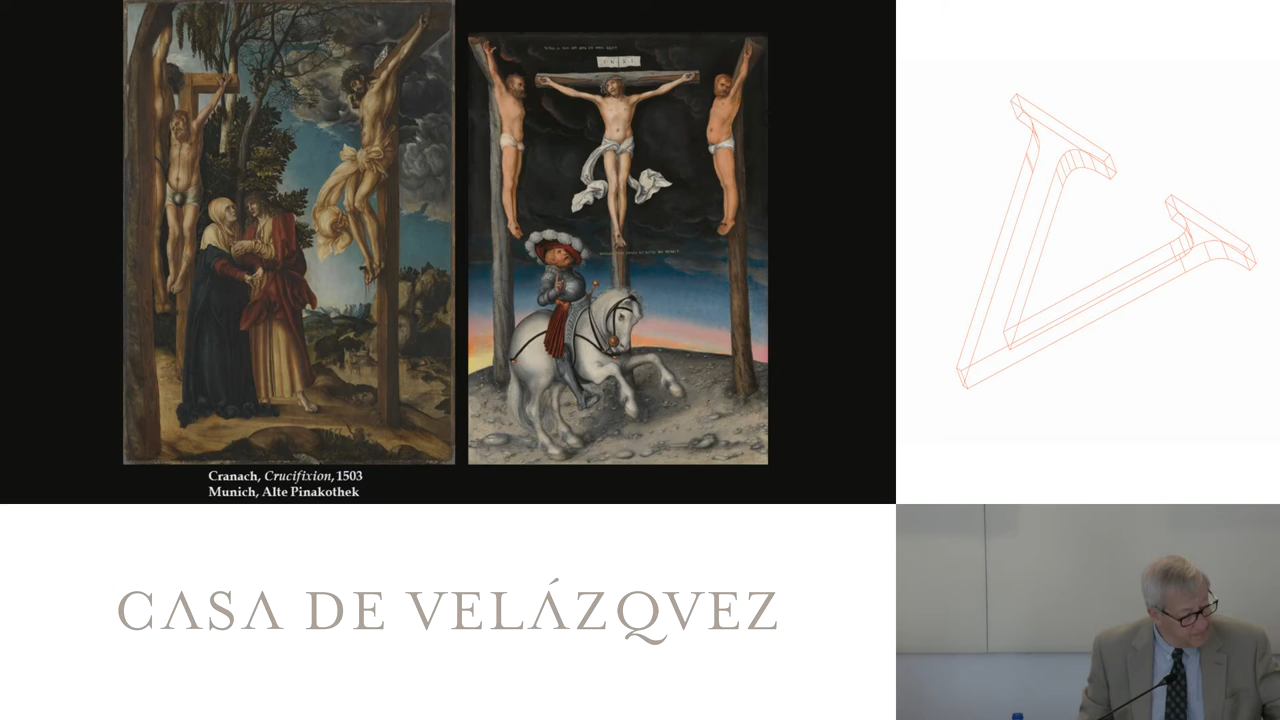 Cranach, Crucifixion, 1503
Munich, Alte Pinakothek
CASA DE VELÁZQVEZ